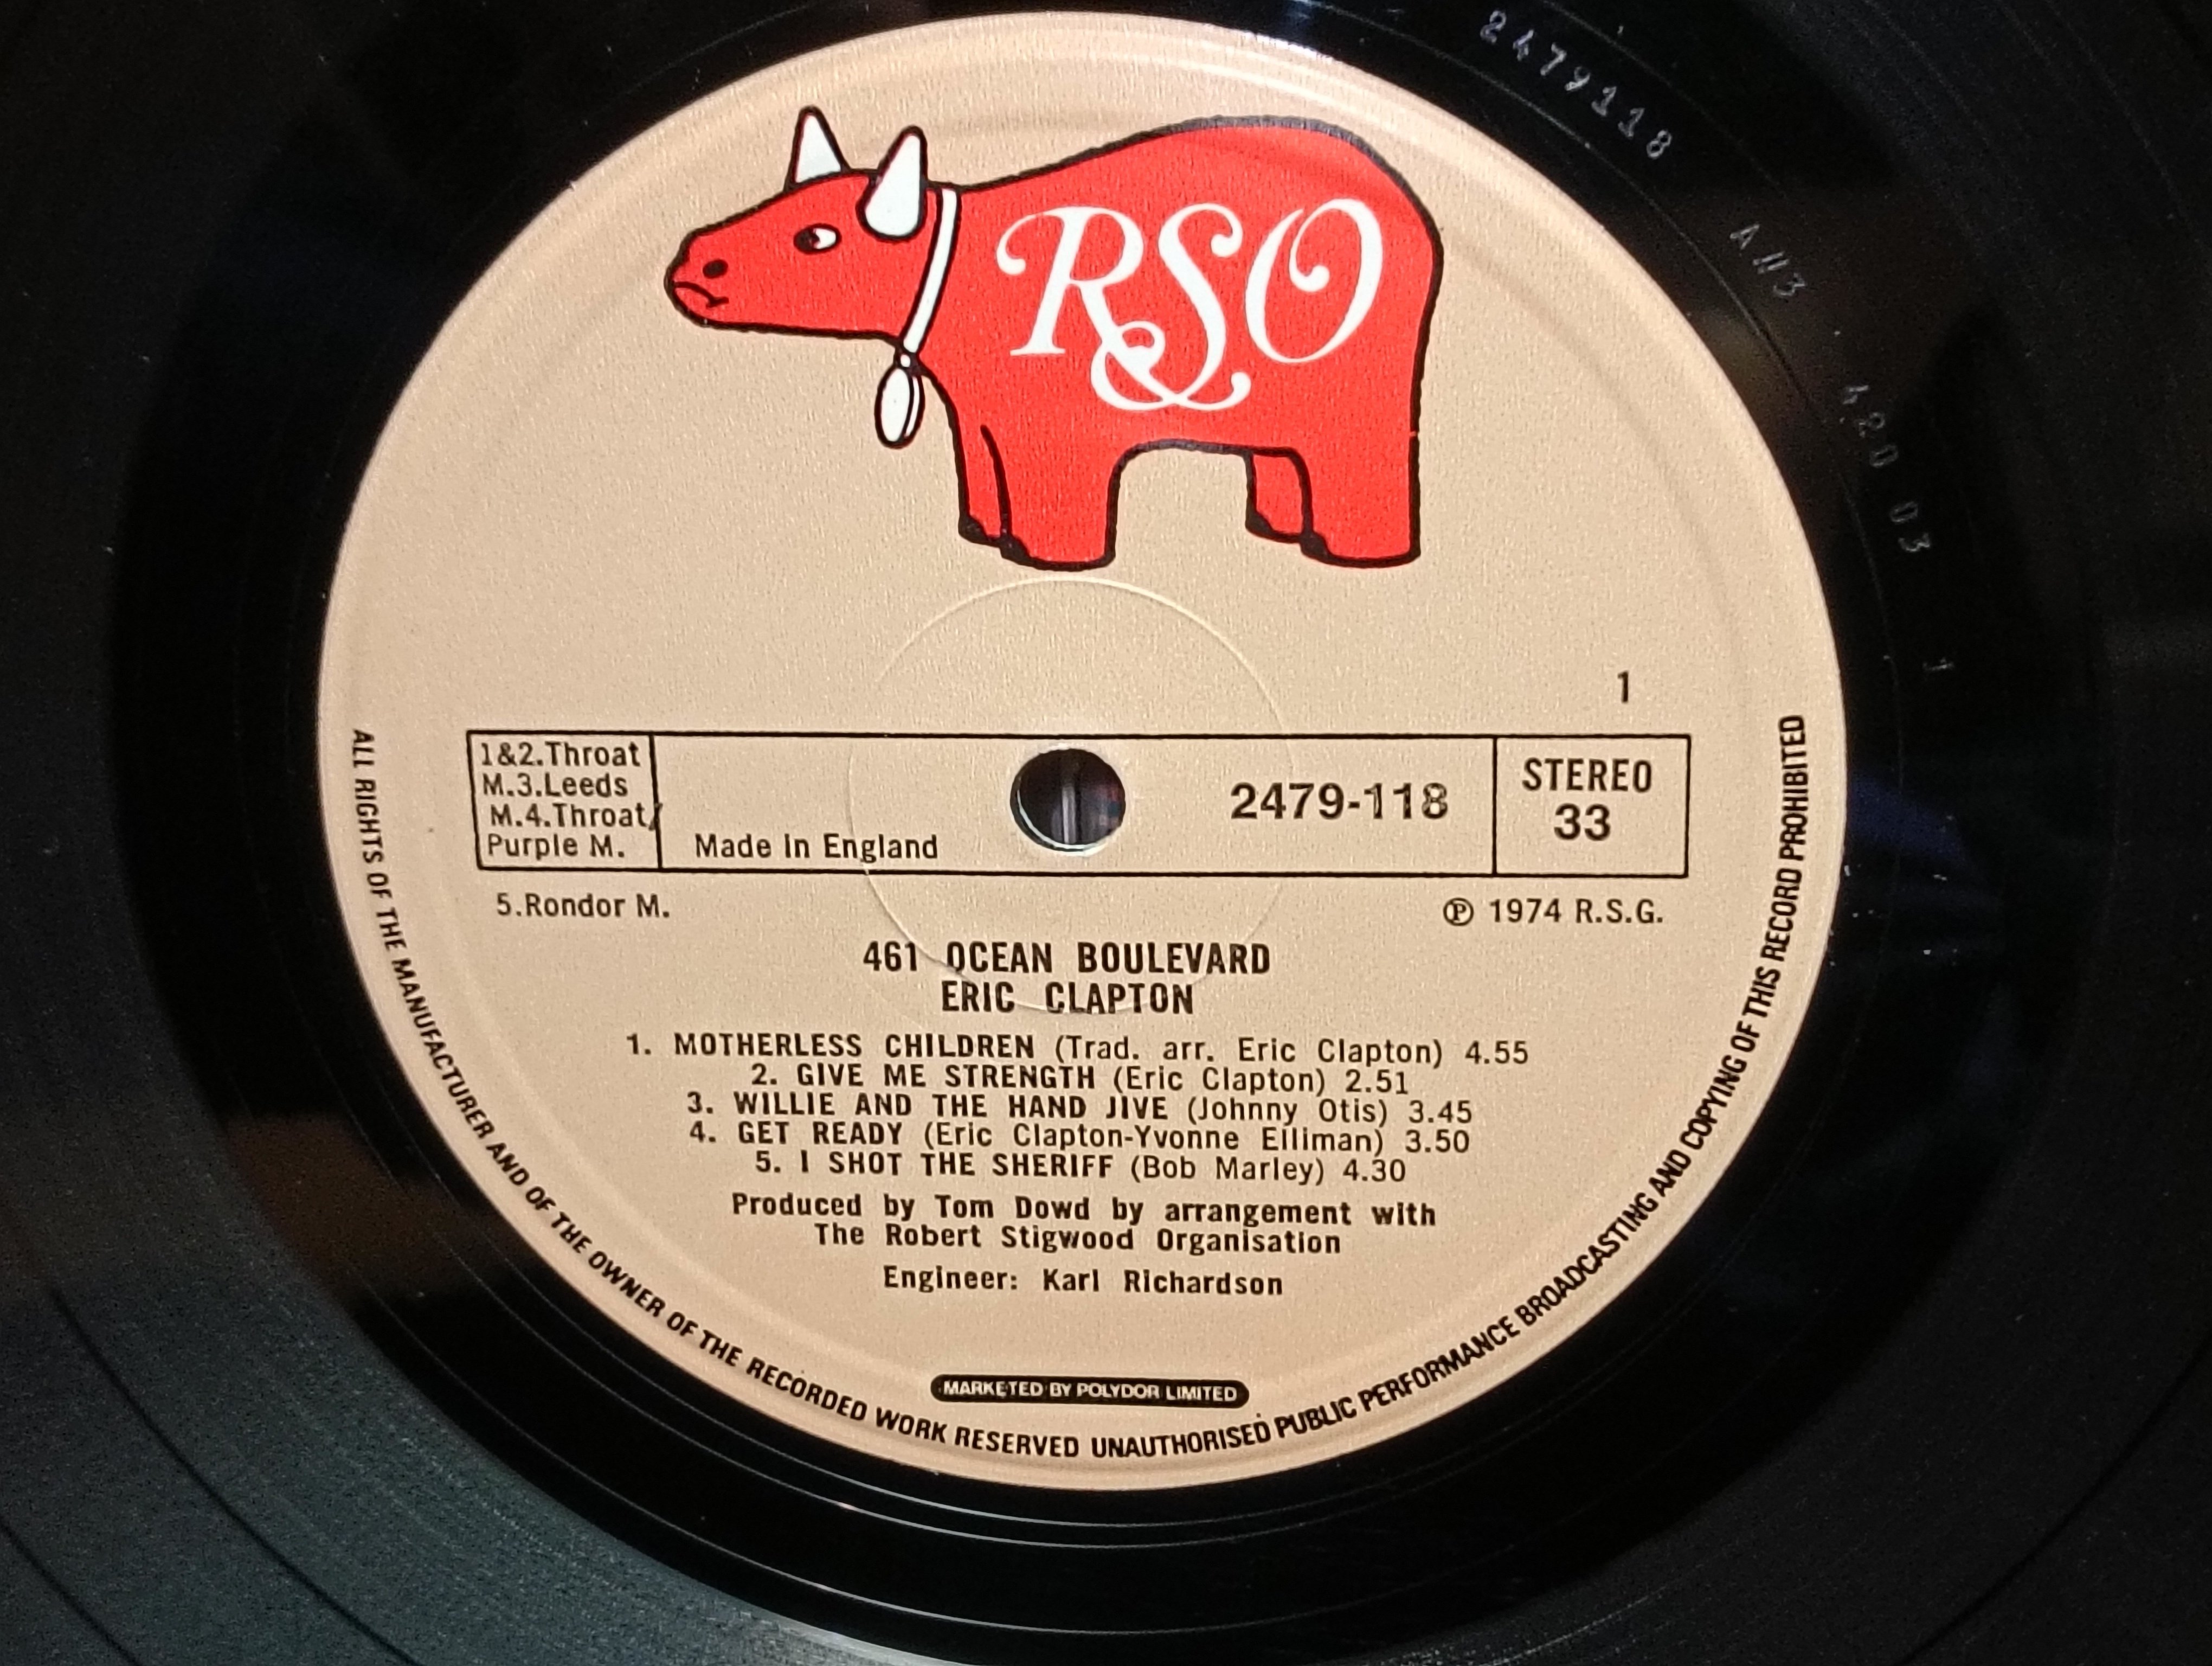 RSO
2479118 A//3 420 03 1
1
1&2.Throat
M.3.Leeds
M.4.Throat/
Purple M.
Made In England
2479-118
STEREO
33
5.Rondor M.
℗ 1974 R.S.G.
461 OCEAN BOULEVARD
ERIC CLAPTON
1. MOTHERLESS CHILDREN (Trad. arr. Eric Clapton) 4.55
2. GIVE ME STRENGTH (Eric Clapton) 2.51
3. WILLIE AND THE HAND JIVE (Johnny Otis) 3.45
4. GET READY (Eric Clapton-Yvonne Elliman) 3.50
5. I SHOT THE SHERIFF (Bob Marley) 4.30
Produced by Tom Dowd by arrangement with
The Robert Stigwood Organisation
Engineer: Karl Richardson
MARKETED BY POLYDOR LIMITED
ALL RIGHTS OF THE MANUFACTURER AND OF THE OWNER OF THE RECORDED WORK RESERVED UNAUTHORISED PUBLIC PERFORMANCE BROADCASTING AND COPYING OF THIS RECORD PROHIBITED